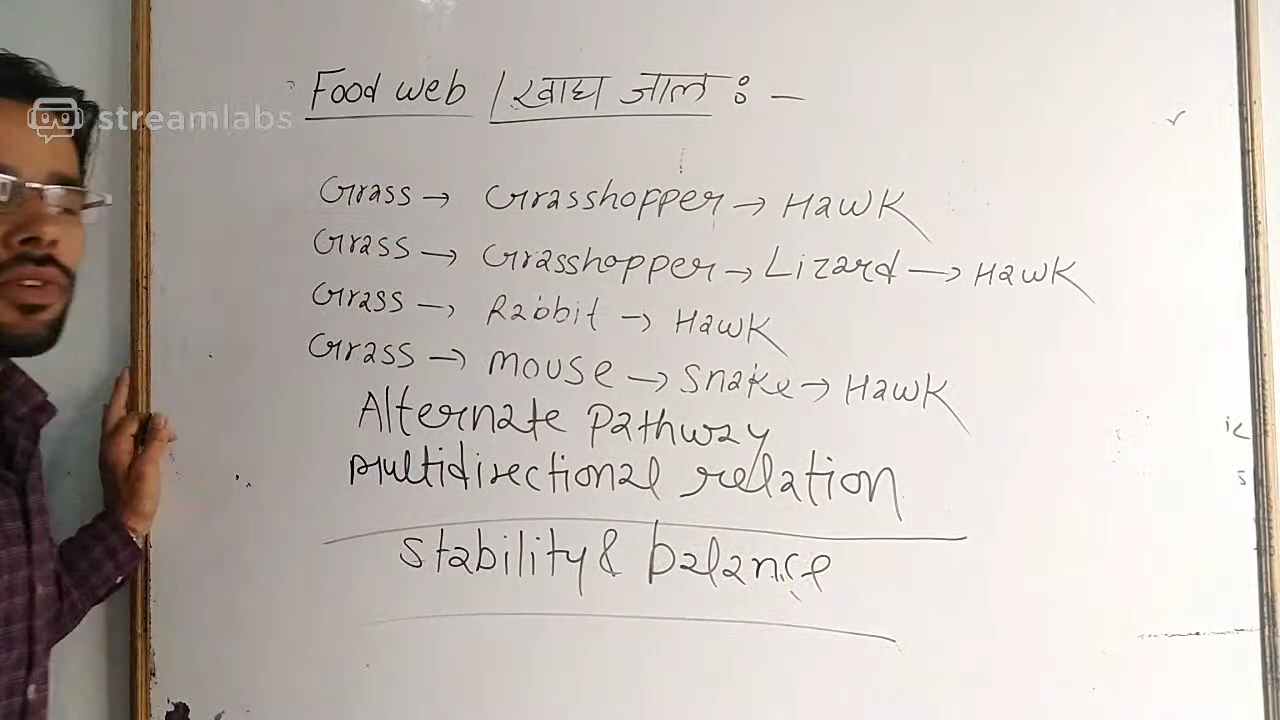 streamlabs
Food web / खाद्य जाल :-
Grass → Grasshopper → Hawk
Grass → Grasshopper → Lizard → Hawk
Grass → Rabbit → Hawk
Grass → Mouse → Snake → Hawk
Alternate Pathway
Multidirectional relation
Stability & balance